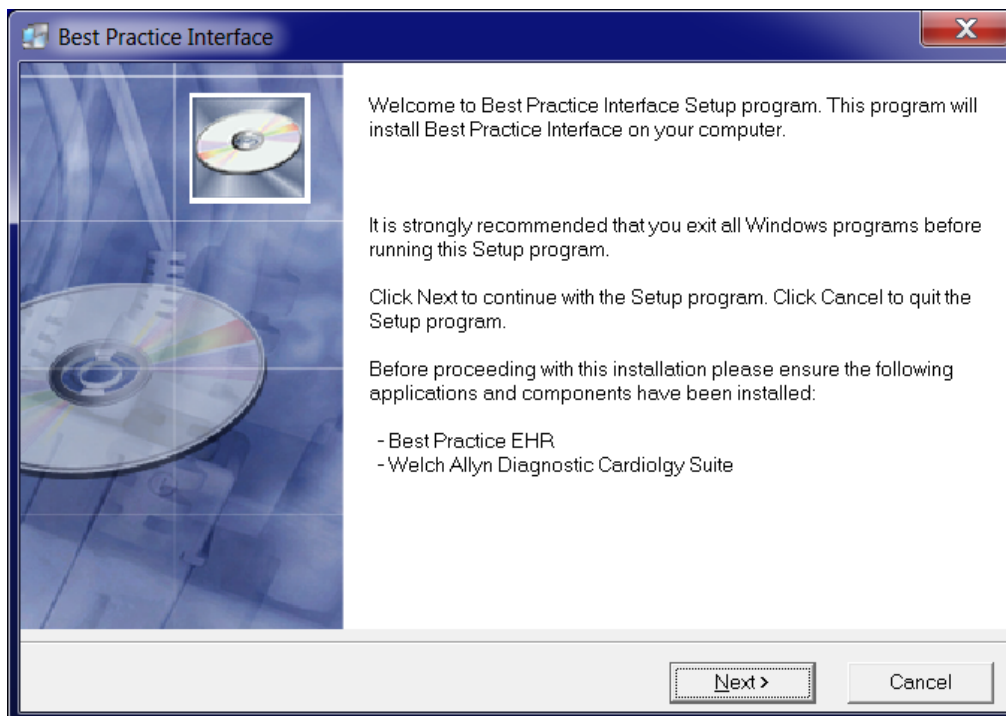 Best Practice Interface
Welcome to Best Practice Interface Setup program. This program will
install Best Practice Interface on your computer.
It is strongly recommended that you exit all Windows programs before
running this Setup program.
Click Next to continue with the Setup program. Click Cancel to quit the
Setup program.
Before proceeding with this installation please ensure the following
applications and components have been installed:
- Best Practice EHR
- Welch Allyn Diagnostic Cardiolgy Suite
Next >
Cancel